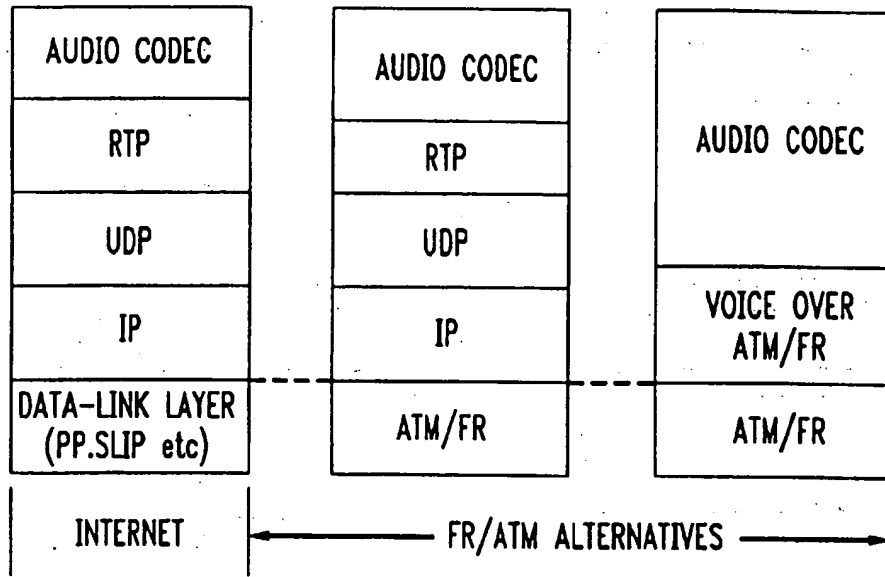 AUDIO CODEC
RTP
UDP
IP
DATA-LINK LAYER
(PP.SLIP etc)
INTERNET
AUDIO CODEC
RTP
UDP
IP
ATM/FR
AUDIO CODEC
VOICE OVER
ATM/FR
ATM/FR
FR/ATM ALTERNATIVES